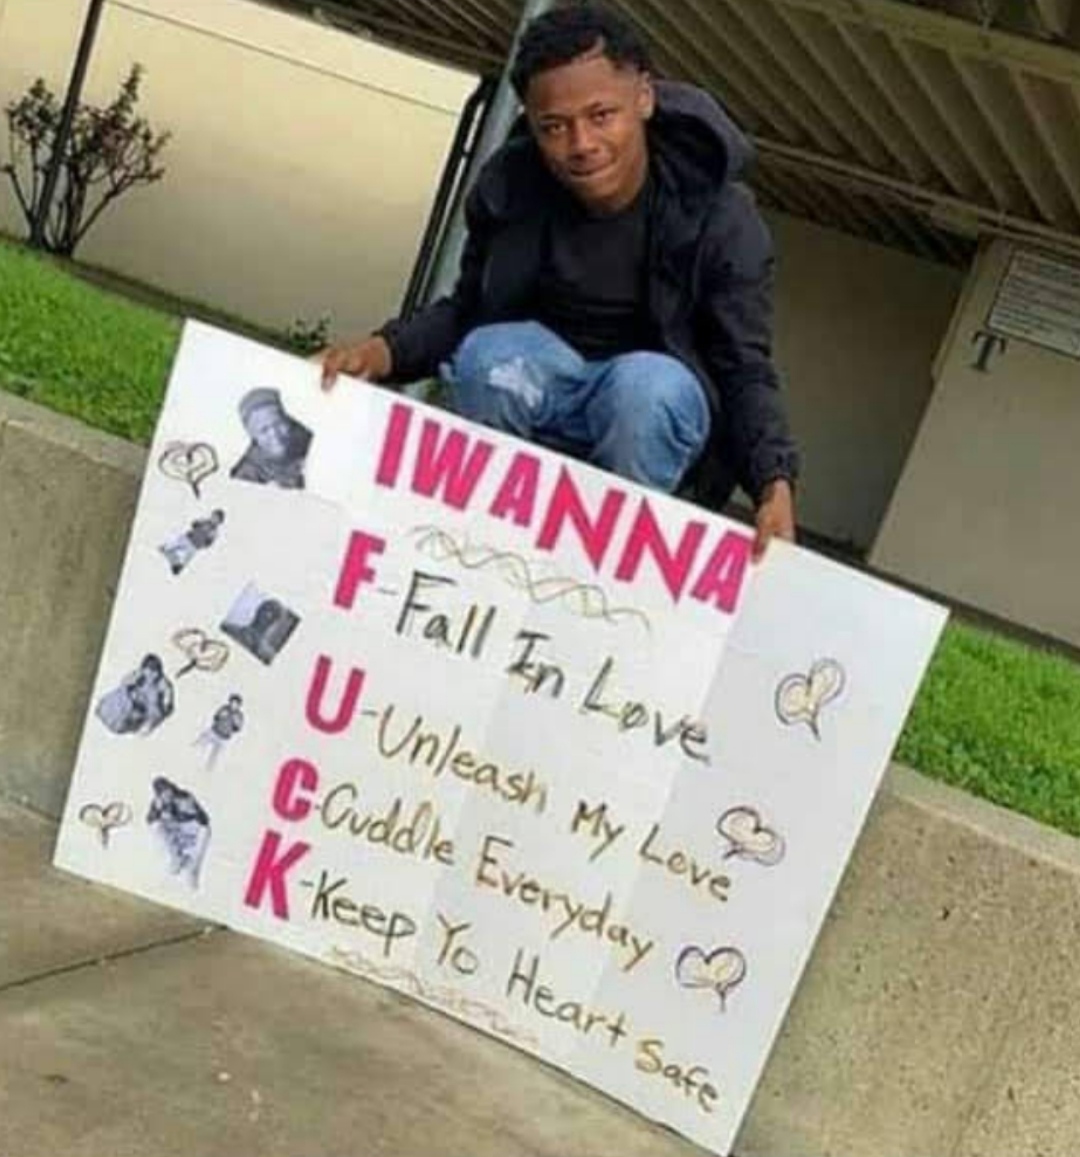 IWANNA
F-Fall In Love
U-Unleash My Love
C-Cuddle Everyday
K-Keep Yo Heart Safe
T